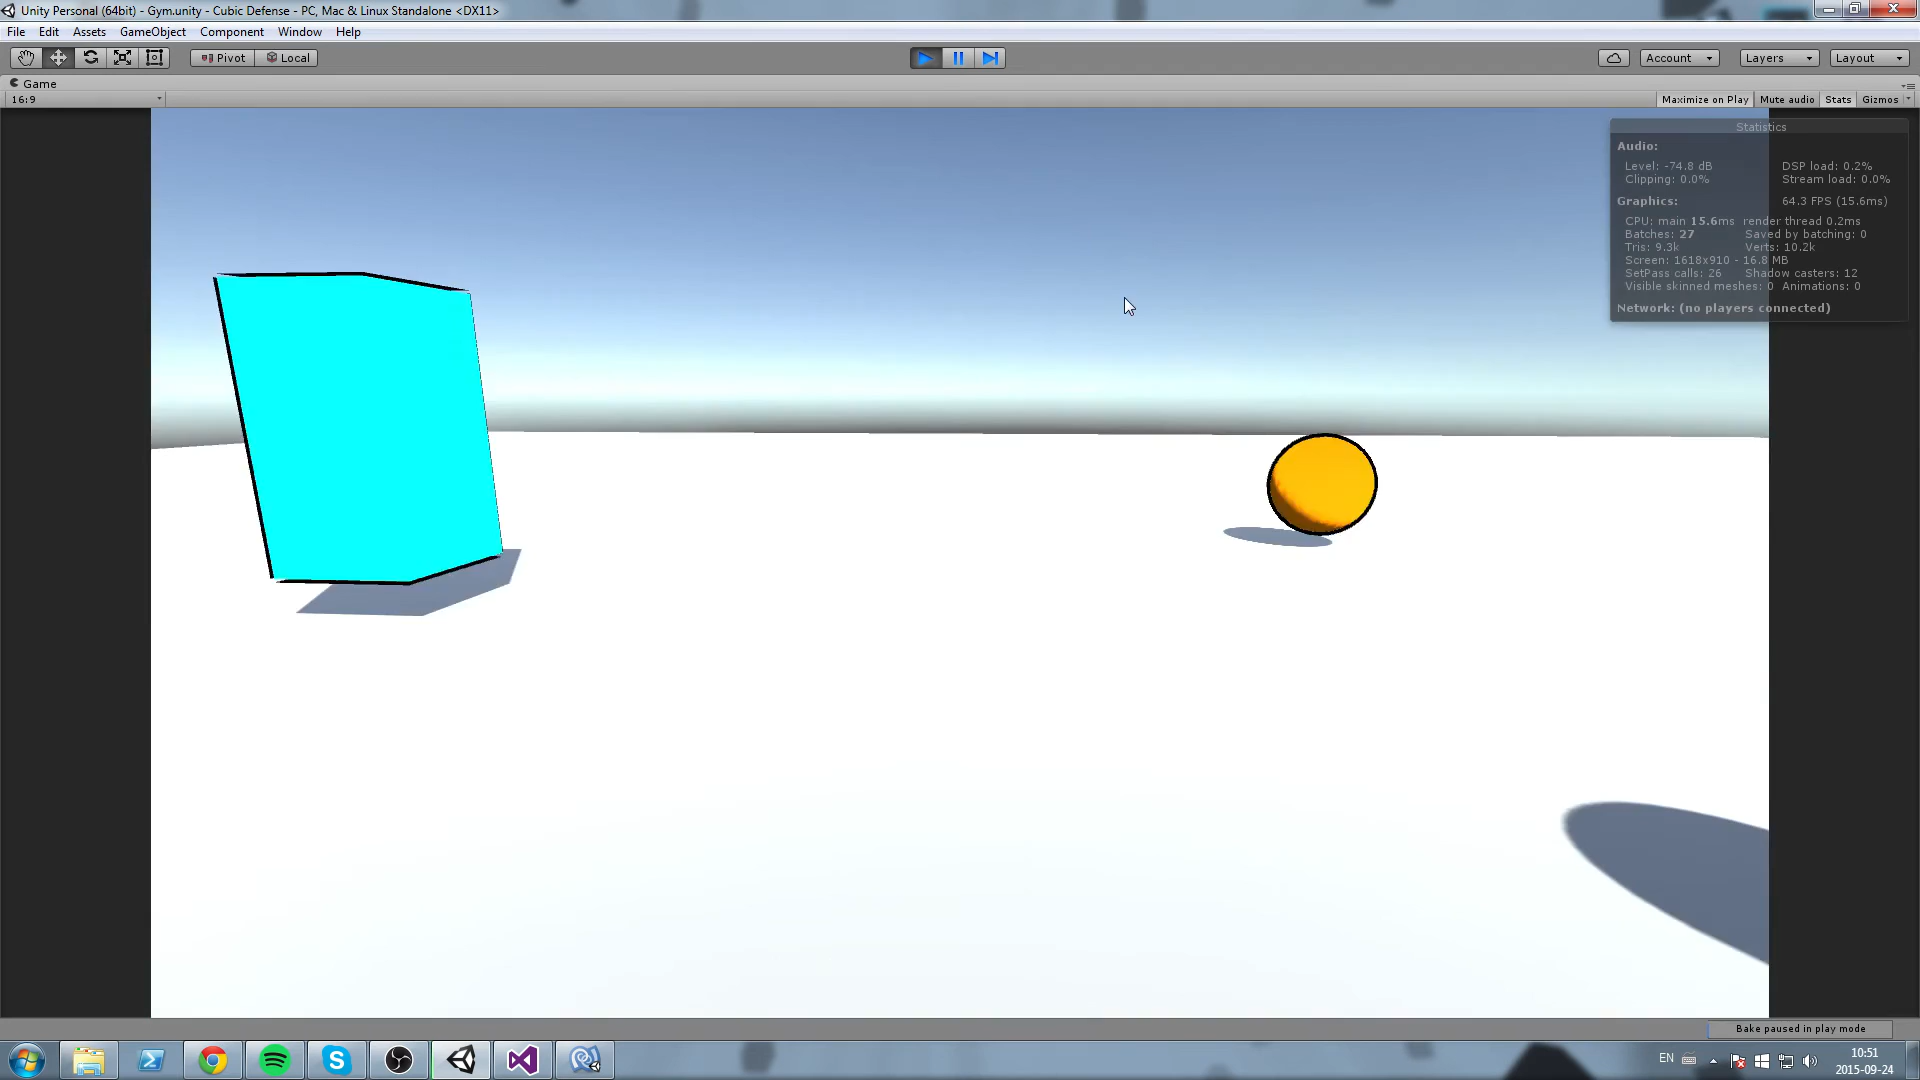 Unity Personal (64bit) - Gym.unity - Cubic Defense - PC, Mac & Linux Standalone <DX11>
File Edit Assets GameObject Component Window Help
Pivot Local Account Layers Layout
Game
16:9 Maximize on Play Mute audio Stats Gizmos
Statistics
Audio:
Level: -74.8 dB DSP load: 0.2%
Clipping: 0.0% Stream load: 0.0%
Graphics: 64.3 FPS (15.6ms)
CPU: main 15.6ms render thread 0.2ms
Batches: 27 Saved by batching: 0
Tris: 9.3k Verts: 10.2k
Screen: 1618x910 - 16.8 MB
SetPass calls: 26 Shadow casters: 12
Visible skinned meshes: 0 Animations: 0
Network: (no players connected)
Bake paused in play mode
EN 10:51
2015-09-24